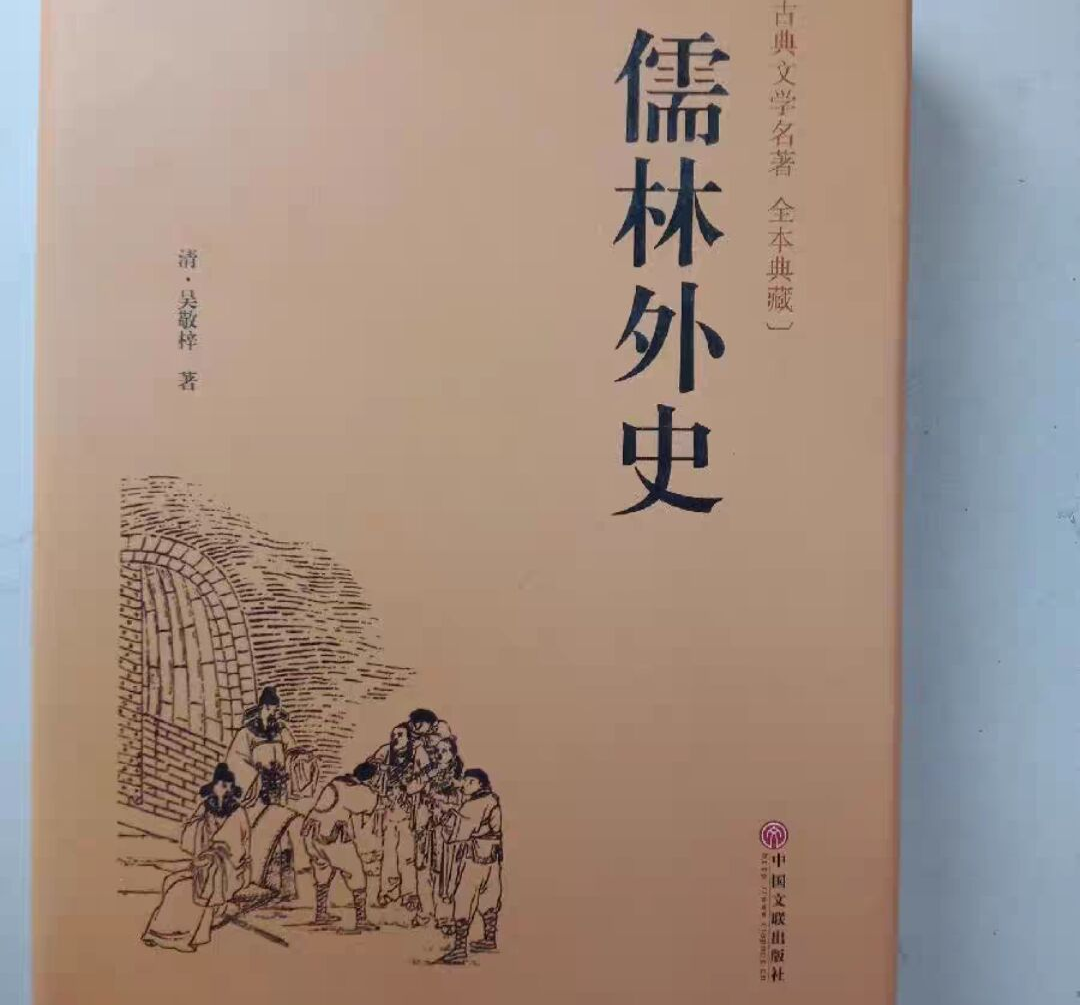 古典文学名著 全本典藏〕
儒林外史
清·吴敬梓 著
中国文联出版社